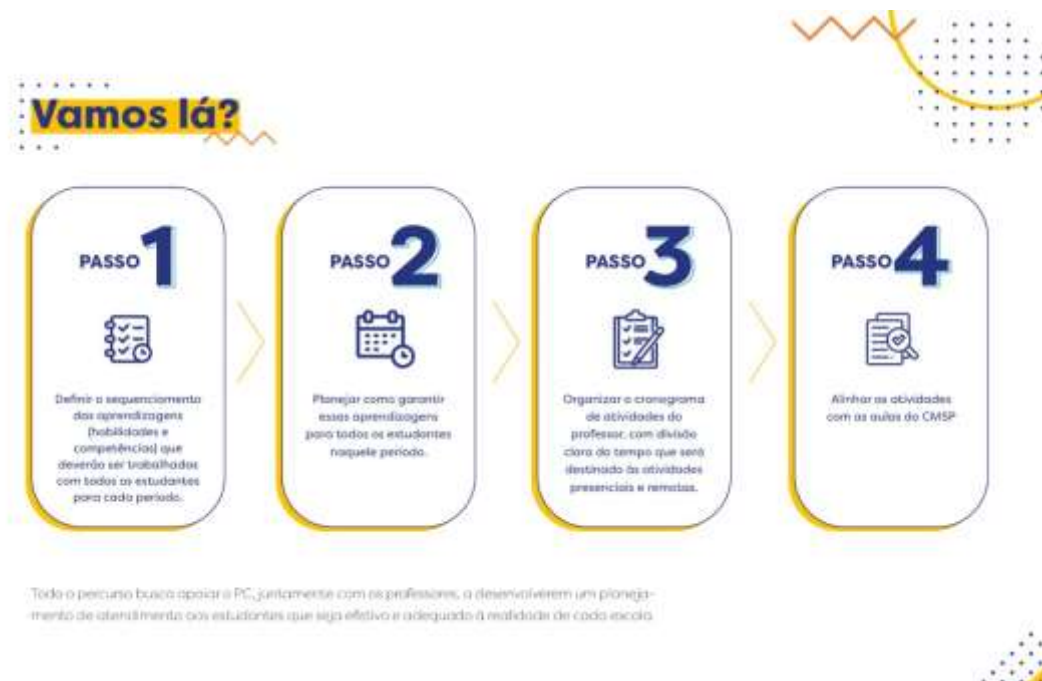 Vamos lá?
PASSO 1
Definir o sequenciamento
das aprendizagens
(habilidades e
competências) que
deverão ser trabalhados
com todos os estudantes
para cada período.
PASSO 2
Planejar como garantir
essas aprendizagens
para todos os estudantes
naquele período.
PASSO 3
Organizar o cronograma
de atividades do
professor, com divisão
clara do tempo que será
destinado às atividades
presenciais e remotas.
PASSO 4
Alinhar as atividades
com as aulas do CMSP
Todo o percurso busca apoiar o PC, juntamente com os professores, a desenvolverem um planeja-
mento de atendimento aos estudantes que seja efetivo e adequado à realidade de cada escola.